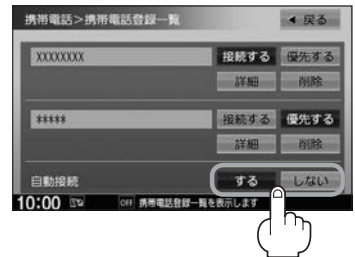 携帯電話>携帯電話登録一覧 ◀ 戻る
XXXXXXXX 接続する 優先する
詳細 削除
***** 接続する 優先する
詳細 削除
自動接続 する しない
10:00 OFF 携帯電話登録一覧を表示します